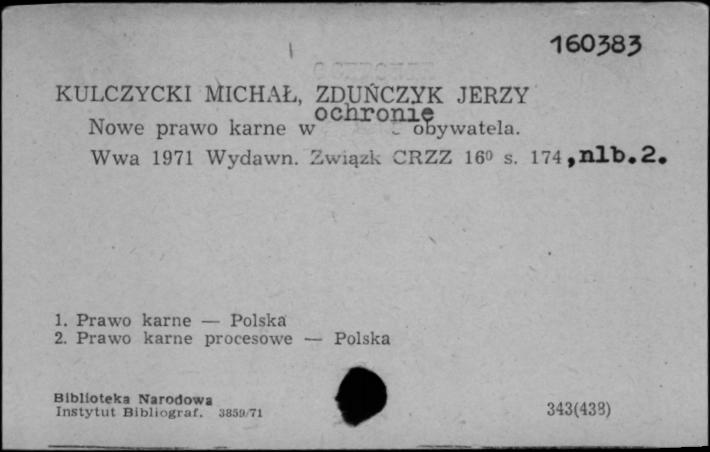 160383
KULCZYCKI MICHAŁ, ZDUŃCZYK JERZY
Nowe prawo karne w ochronie obywatela.
Wwa 1971 Wydawn. Związk CRZZ 16⁰ s. 174,nlb.2.
1. Prawo karne — Polska
2. Prawo karne procesowe — Polska
Biblioteka Narodowa
Instytut Bibliograf. 3859/71
343(438)